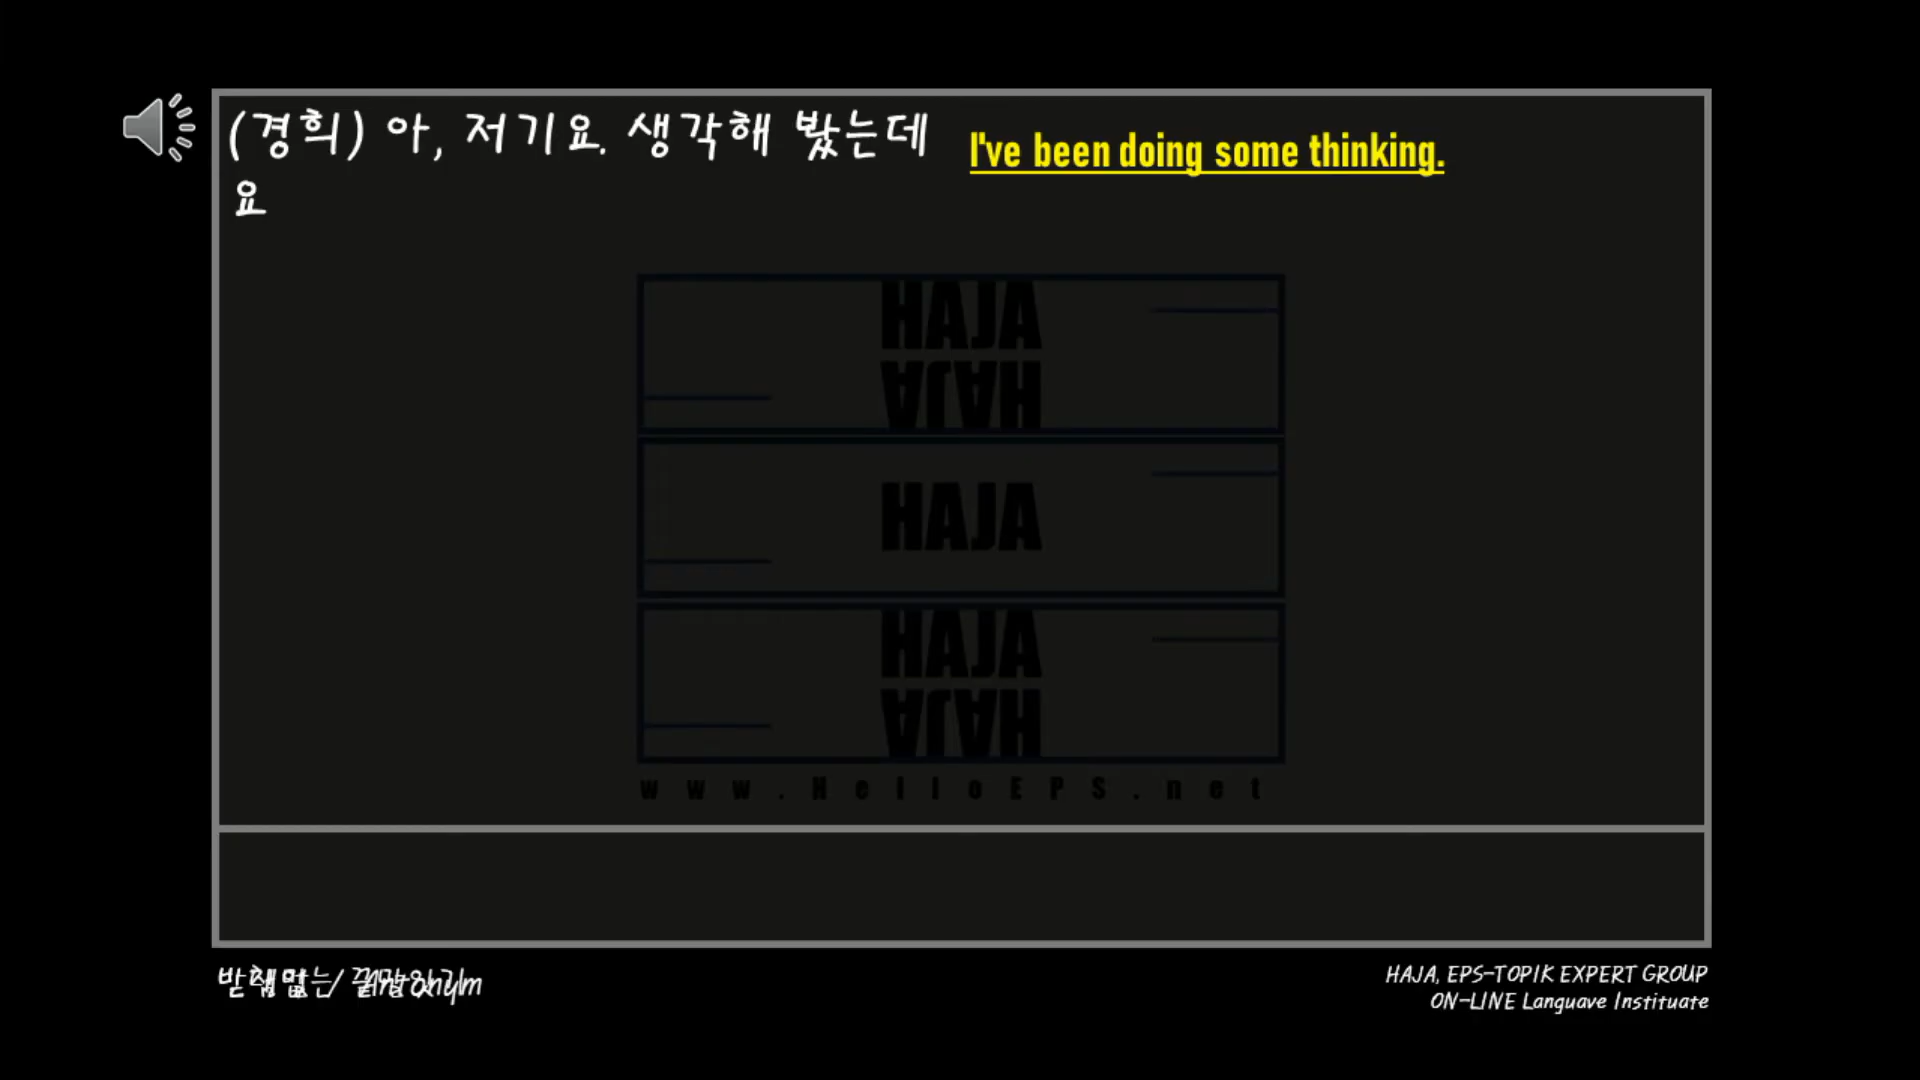 (경희) 아, 저기요. 생각해 봤는데
요
I've been doing some thinking.
HAJA
HAJA
HAJA
HAJA
HAJA
www.HelloEPS.net
HAJA, EPS-TOPIK EXPERT GROUP
ON-LINE Languave Instituate